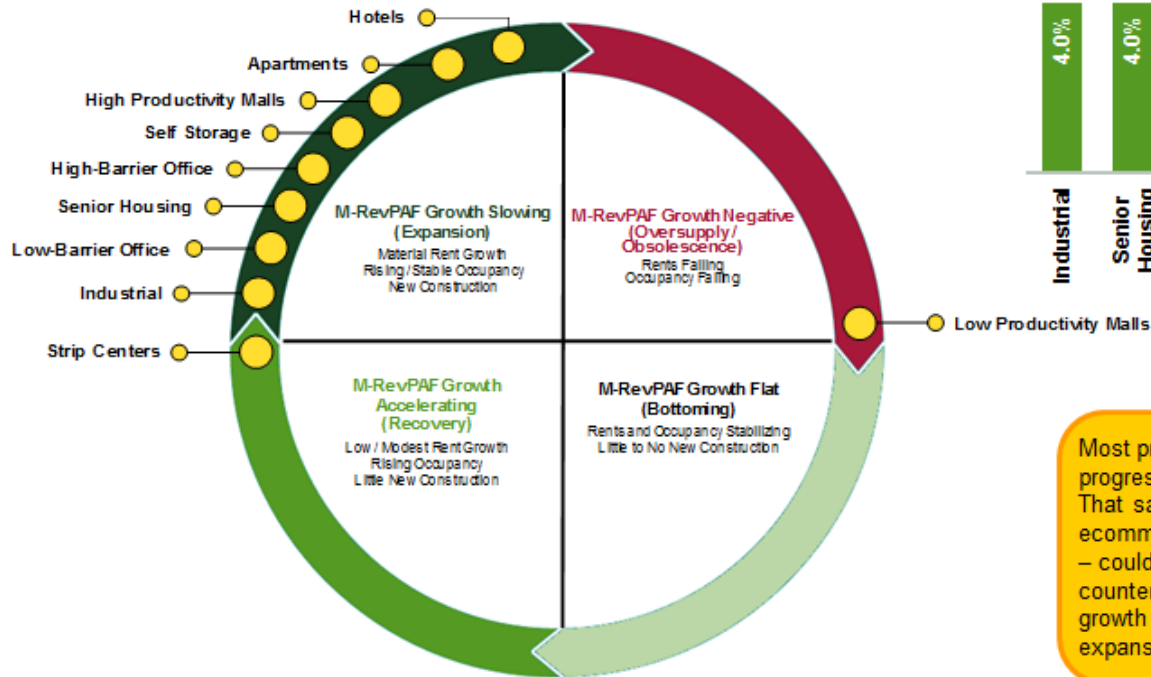 Hotels
Apartments
High Productivity Malls
Self Storage
High-Barrier Office
Senior Housing
Low-Barrier Office
Industrial
Strip Centers
M-RevPAF Growth Slowing
(Expansion)
Material Rent Growth
Rising/Stable Occupancy
New Construction
M-RevPAF Growth Negative
(Oversupply/
Obsolescence)
Rents Falling
Occupancy Falling
M-RevPAF Growth
Accelerating
(Recovery)
Low / Modest Rent Growth
Rising Occupancy
Little New Construction
M-RevPAF Growth Flat
(Bottoming)
Rents and Occupancy Stabilizing
Little to No New Construction
Low Productivity Malls
4.0%
4.0%
Industrial
Senior
Housing
Most
progres
That
ecomm
– could
counter
growth
expans